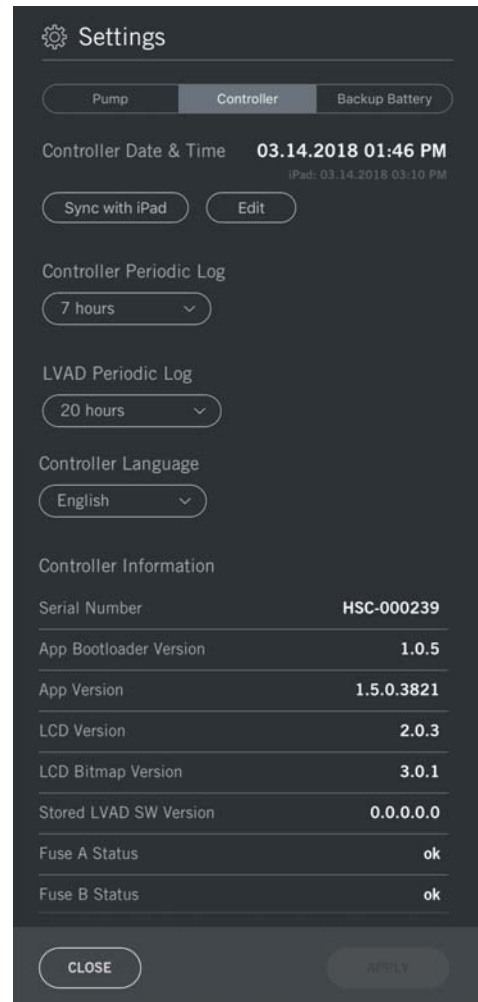 Settings
Pump Controller Backup Battery
Controller Date & Time 03.14.2018 01:46 PM
iPad: 03.14.2018 03:10 PM
Sync with iPad Edit
Controller Periodic Log
7 hours
LVAD Periodic Log
20 hours
Controller Language
English
Controller Information
Serial Number HSC-000239
App Bootloader Version 1.0.5
App Version 1.5.0.3821
LCD Version 2.0.3
LCD Bitmap Version 3.0.1
Stored LVAD SW Version 0.0.0.0.0
Fuse A Status ok
Fuse B Status ok
CLOSE APPLY